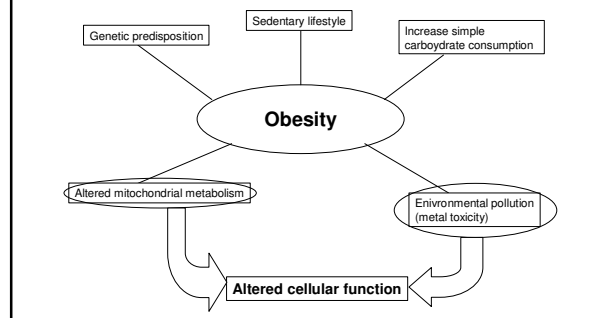 Sedentary lifestyle
Genetic predisposition
Increase simple
carboydrate consumption
Obesity
Altered mitochondrial metabolism
Enivronmental pollution
(metal toxicity)
Altered cellular function